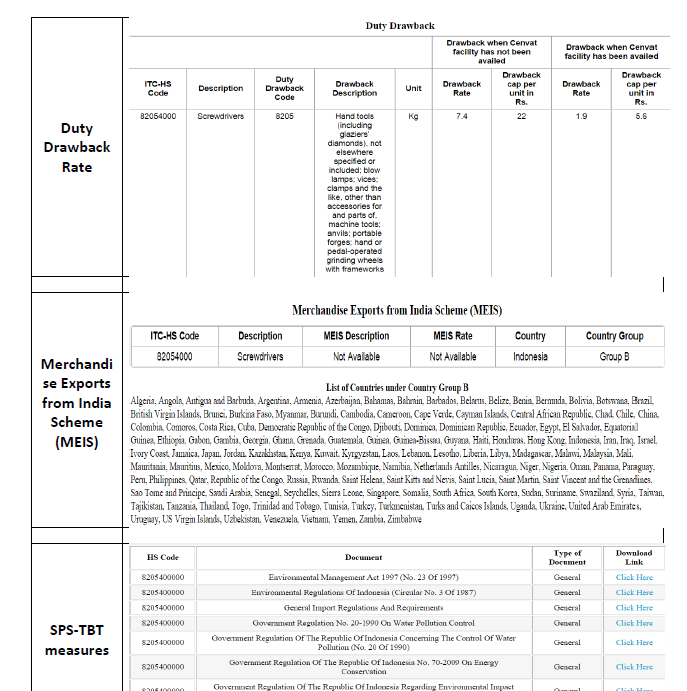 Duty Drawback
Duty Drawback Rate
Drawback when Cenvat facility has not been availed
Drawback when Cenvat facility has been availed
ITC-HS Code
Description
Duty Drawback Code
Drawback Description
Unit
Drawback Rate
Drawback cap per unit in Rs.
Drawback Rate
Drawback cap per unit in Rs.
82054000
Screwdrivers
8205
Hand tools
(including
glaziers'
diamonds), not
elsewhere
specified or
included; blow
lamps; vices;
clamps and the
like, other than
accessories for
and parts of,
machine tools;
anvils; portable
forges; hand or
pedal-operated
grinding wheels
with frameworks
Kg
7.4
22
1.9
5.6
Merchandi
se Exports
from India
Scheme
(MEIS)
Merchandise Exports from India Scheme (MEIS)
ITC-HS Code Description MEIS Description MEIS Rate Country Country Group
82054000 Screwdrivers Not Available Not Available Indonesia Group B
List of Countries under Country Group B
Algeria, Angola, Antigua and Barbuda, Argentina, Armenia, Azerbaijan, Bahamas, Bahrain, Barbados, Belarus, Belize, Benin, Bermuda, Bolivia, Botswana, Brazil,
British Virgin Islands, Brunei, Burkina Faso, Myanmar, Burundi, Cambodia, Cameroon, Cape Verde, Cayman Islands, Central African Republic, Chad, Chile, China,
Colombia, Comoros, Costa Rica, Cuba, Democratic Republic of the Congo, Djibouti, Dominica, Dominican Republic, Ecuador, Egypt, El Salvador, Equatorial
Guinea, Ethiopia, Gabon, Gambia, Georgia, Ghana, Grenada, Guatemala, Guinea, Guinea-Bissau, Guyana, Haiti, Honduras, Hong Kong, Indonesia, Iran, Iraq, Israel,
Ivory Coast, Jamaica, Japan, Jordan, Kazakhstan, Kenya, Kuwait, Kyrgyzstan, Laos, Lebanon, Lesotho, Liberia, Libya, Madagascar, Malawi, Malaysia, Mali,
Mauritania, Mauritius, Mexico, Moldova, Montserrat, Morocco, Mozambique, Namibia, Netherlands Antilles, Nicaragua, Niger, Nigeria, Oman, Panama, Paraguay,
Peru, Philippines, Qatar, Republic of the Congo, Russia, Rwanda, Saint Helena, Saint Kitts and Nevis, Saint Lucia, Saint Martin, Saint Vincent and the Grenadines,
Sao Tome and Principe, Saudi Arabia, Senegal, Seychelles, Sierra Leone, Singapore, Somalia, South Africa, South Korea, Sudan, Suriname, Swaziland, Syria, Taiwan,
Tajikistan, Tanzania, Thailand, Togo, Trinidad and Tobago, Tunisia, Turkey, Turkmenistan, Turks and Caicos Islands, Uganda, Ukraine, United Arab Emirates,
Uruguay, US Virgin Islands, Uzbekistan, Venezuela, Vietnam, Yemen, Zambia, Zimbabwe
SPS-TBT
measures
HS Code Document Type of Document Download Link
8205400000 Environmental Management Act 1997 (No. 23 Of 1997) General Click Here
8205400000 Environmental Regulations Of Indonesia (Circular No. 3 Of 1987) General Click Here
8205400000 General Import Regulations And Requirements General Click Here
8205400000 Government Regulation No. 20-1990 On Water Pollution Control General Click Here
8205400000 Government Regulation Of The Republic Of Indonesia Concerning The Control Of Water Pollution (No. 20 Of 1990) General Click Here
8205400000 Government Regulation Of The Republic Of Indonesia No. 70-2009 On Energy Conservation General Click Here
8205400000 Government Regulation Of The Republic Of Indonesia Regarding Environmental Impact General Click Here